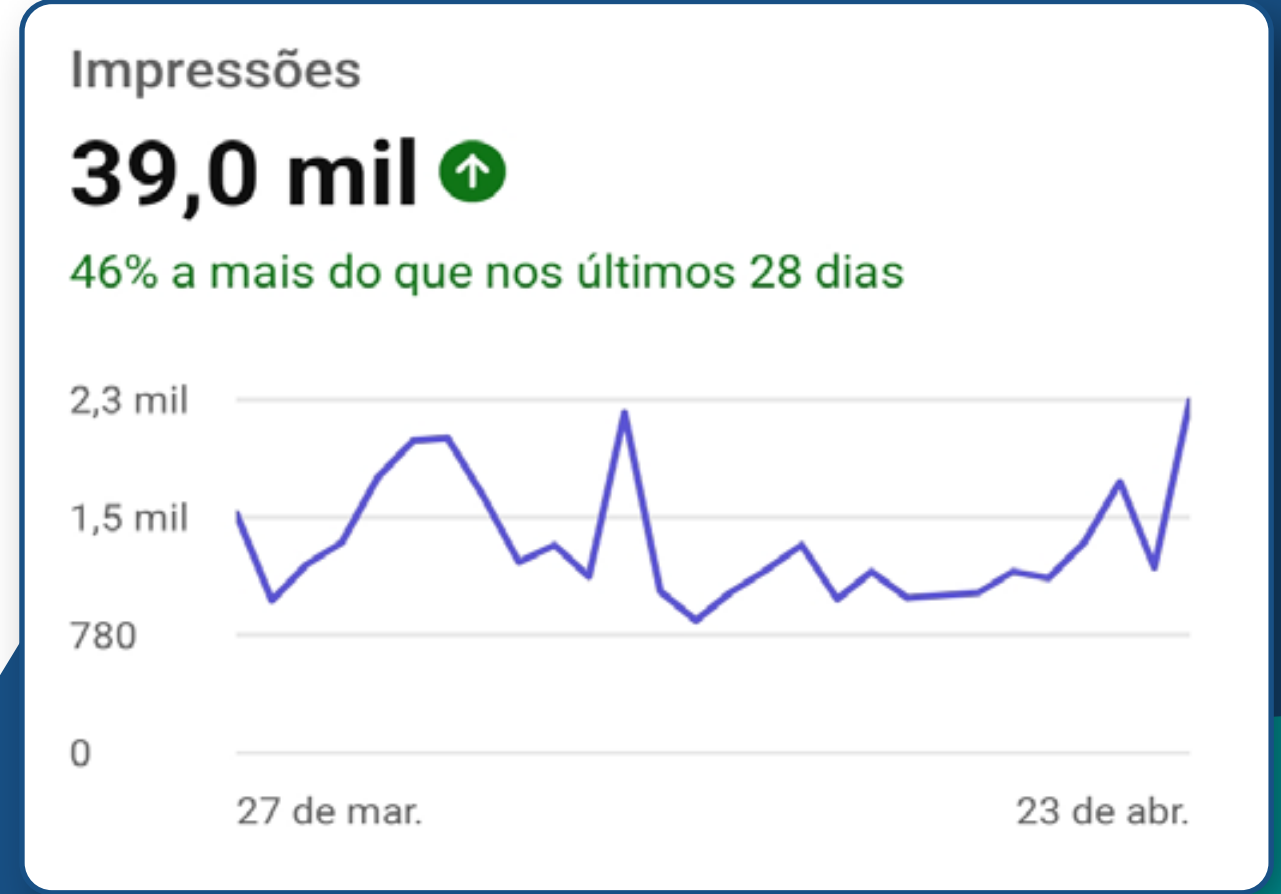 Impressões
39,0 mil
46% a mais do que nos últimos 28 dias
2,3 mil
1,5 mil
780
0
27 de mar.
23 de abr.